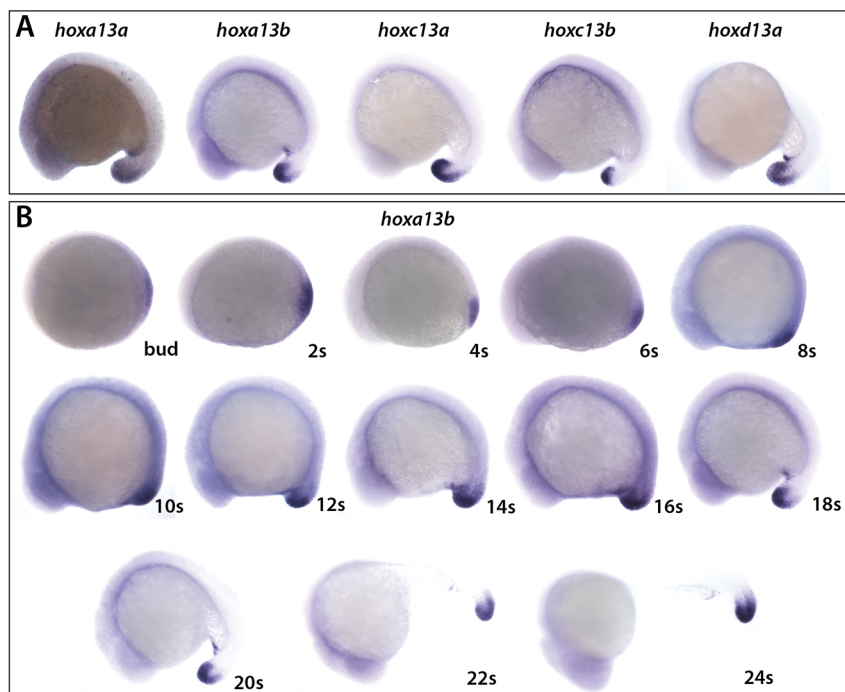 A
hoxa13a hoxa13b hoxc13a hoxc13b hoxd13a
B
hoxa13b
bud 2s 4s 6s 8s
10s 12s 14s 16s 18s
20s 22s 24s